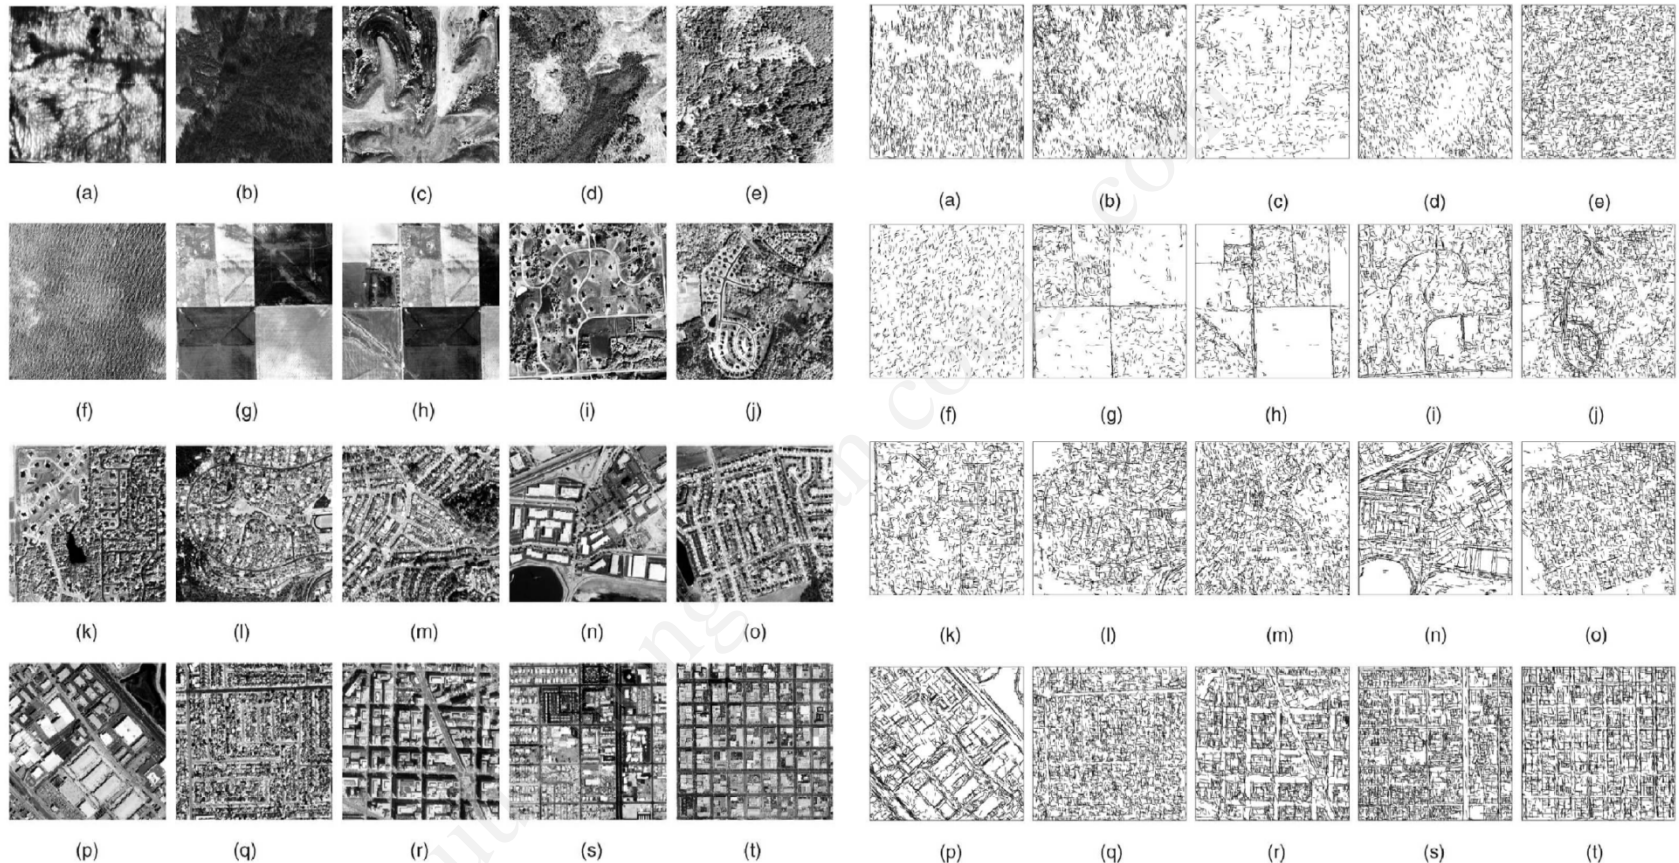 (a) (b) (c) (d) (e) (a) (b) (c) (d) (e)
(f) (g) (h) (i) (j) (f) (g) (h) (i) (j)
(k) (l) (m) (n) (o) (k) (l) (m) (n) (o)
(p) (q) (r) (s) (t) (p) (q) (r) (s) (t)